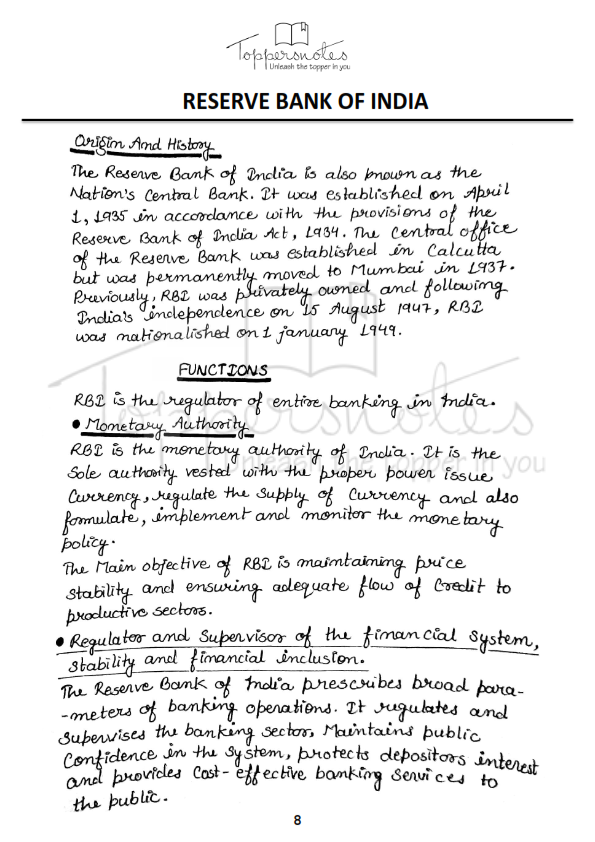 Toppersnotes
Unleash the topper in you
RESERVE BANK OF INDIA
Origin And History
The Reserve Bank of India is also known as the
Nation's Central Bank. It was established on April
1, 1935 in accordance with the provisions of the
Reserve Bank of India Act, 1934. The Central office
of the Reserve Bank was established in Calcutta
but was permanently moved to Mumbai in 1937.
Previously, RBI was privately owned and following
India's independence on 15 August 1947, RBI
was nationalished on 1 january 1949.
FUNCTIONS
RBI is the regulator of entire banking in India.
• Monetary Authority
RBI is the monetary authority of India. It is the
Sole authority vested with the proper power issue
Currency, regulate the supply of Currency and also
formulate, implement and monitor the monetary
policy.
The Main objective of RBI is maintaining price
stability and ensuring adequate flow of Credit to
productive sectors.
• Regulator and Supervisor of the financial System,
Stability and financial inclusion.
The Reserve Bank of India prescribes broad para-
-meters of banking operations. It regulates and
Supervises the banking sector, Maintains public
Confidence in the System, protects depositors interest
and provides Cost-effective banking Services to
the public.
Toppersnotes
Unleash the topper in you
8